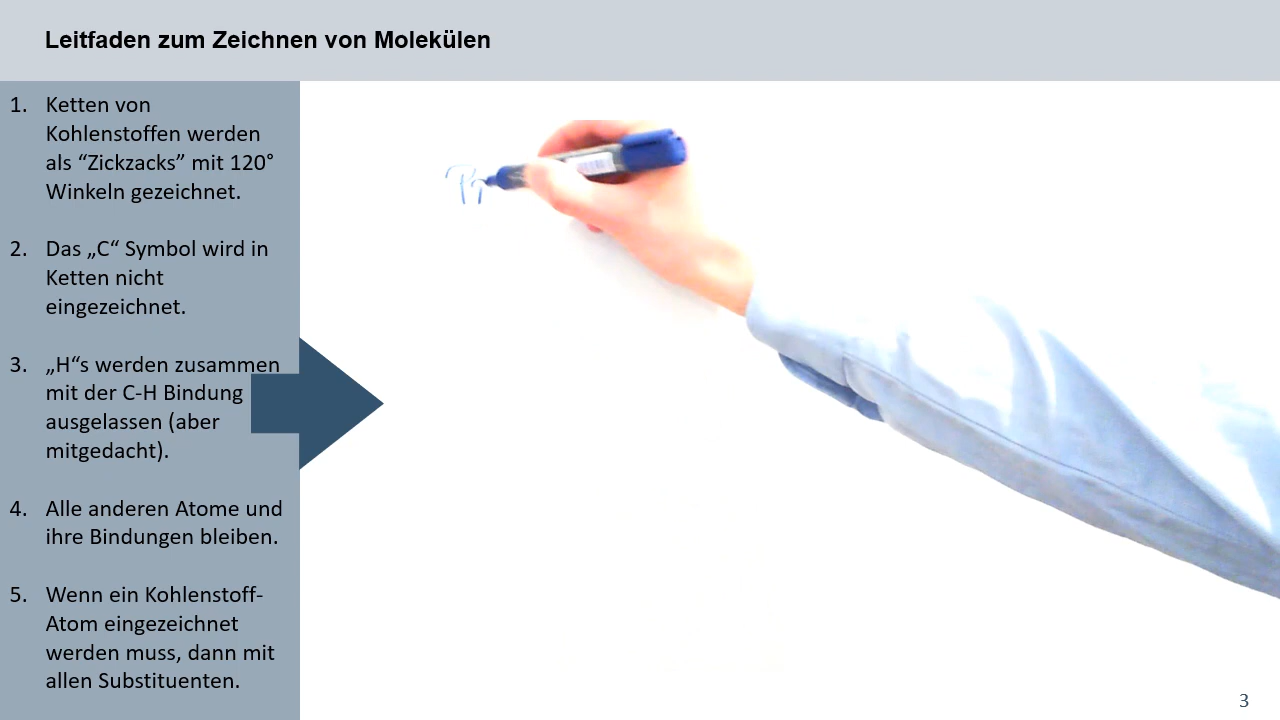 Leitfaden zum Zeichnen von Molekülen
1. Ketten von
Kohlenstoffen werden
als “Zickzacks” mit 120°
Winkeln gezeichnet.
2. Das „C“ Symbol wird in
Ketten nicht
eingezeichnet.
3. „H“s werden zusammen
mit der C-H Bindung
ausgelassen (aber
mitgedacht).
4. Alle anderen Atome und
ihre Bindungen bleiben.
5. Wenn ein Kohlenstoff-
Atom eingezeichnet
werden muss, dann mit
allen Substituenten.
3